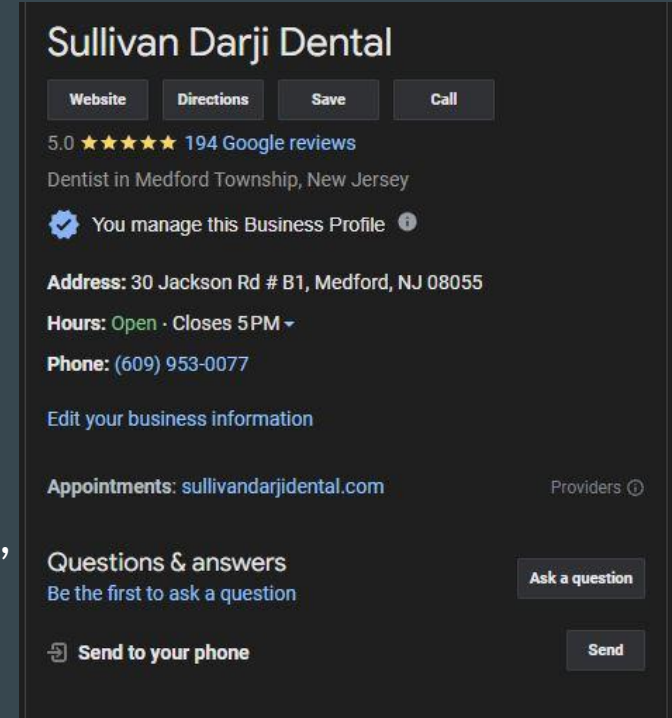 Sullivan Darji Dental
Website Directions Save Call
5.0 ★★★★★ 194 Google reviews
Dentist in Medford Township, New Jersey
You manage this Business Profile
Address: 30 Jackson Rd # B1, Medford, NJ 08055
Hours: Open · Closes 5 PM
Phone: (609) 953-0077
Edit your business information
Appointments: sullivandarjidental.com Providers
,
Questions & answers
Be the first to ask a question
Ask a question
Send to your phone Send